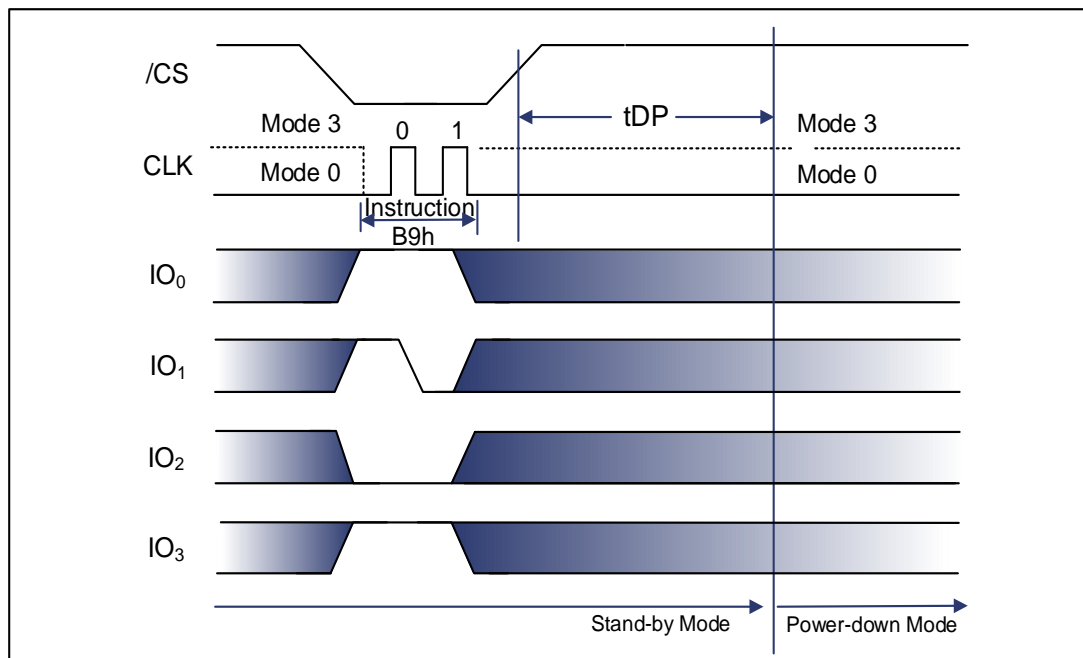 /CS
tDP
Mode 3
0 1
Mode 3
CLK
Mode 0
Mode 0
Instruction
B9h
IO₀
IO₁
IO₂
IO₃
Stand-by Mode
Power-down Mode